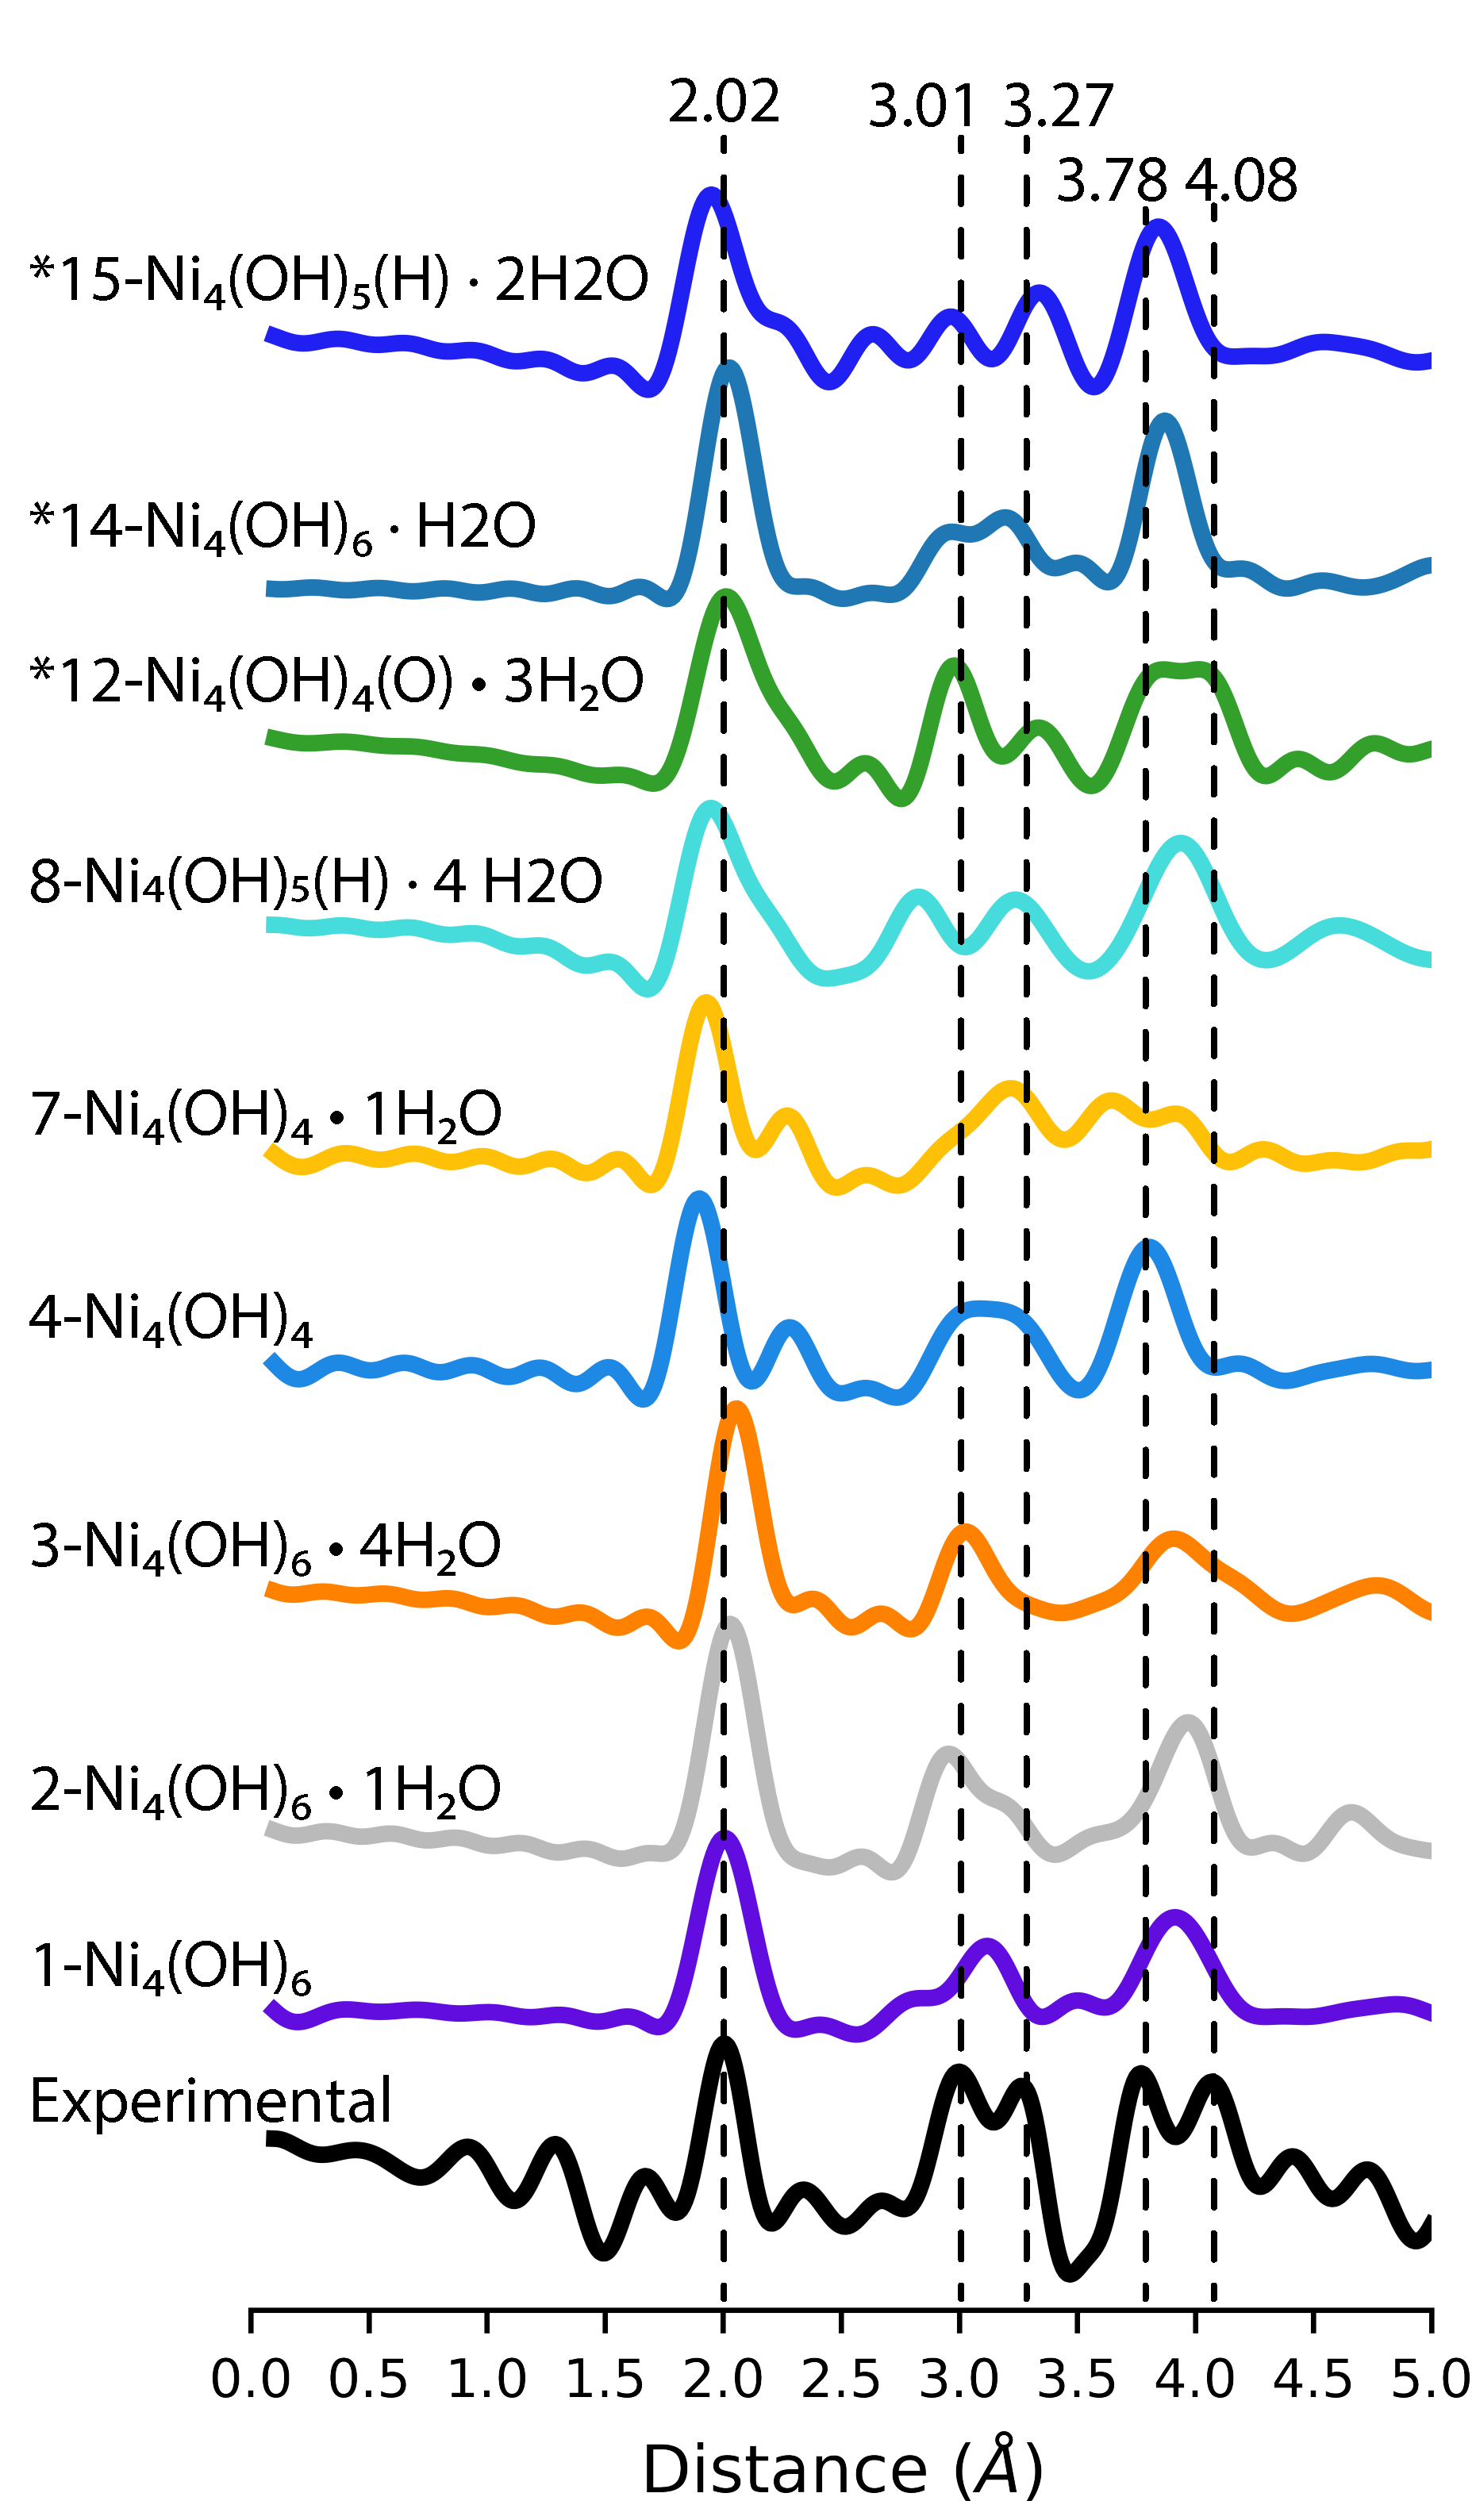 2.02 3.01 3.27
3.78 4.08
*15-Ni₄(OH)₅(H) · 2H2O
*14-Ni₄(OH)₆ · H2O
*12-Ni₄(OH)₄(O) • 3H₂O
8-Ni₄(OH)₅(H) · 4 H2O
7-Ni₄(OH)₄ • 1H₂O
4-Ni₄(OH)₄
3-Ni₄(OH)₆ • 4H₂O
2-Ni₄(OH)₆ • 1H₂O
1-Ni₄(OH)₆
Experimental
0.0 0.5 1.0 1.5 2.0 2.5 3.0 3.5 4.0 4.5 5.0
Distance (Å)